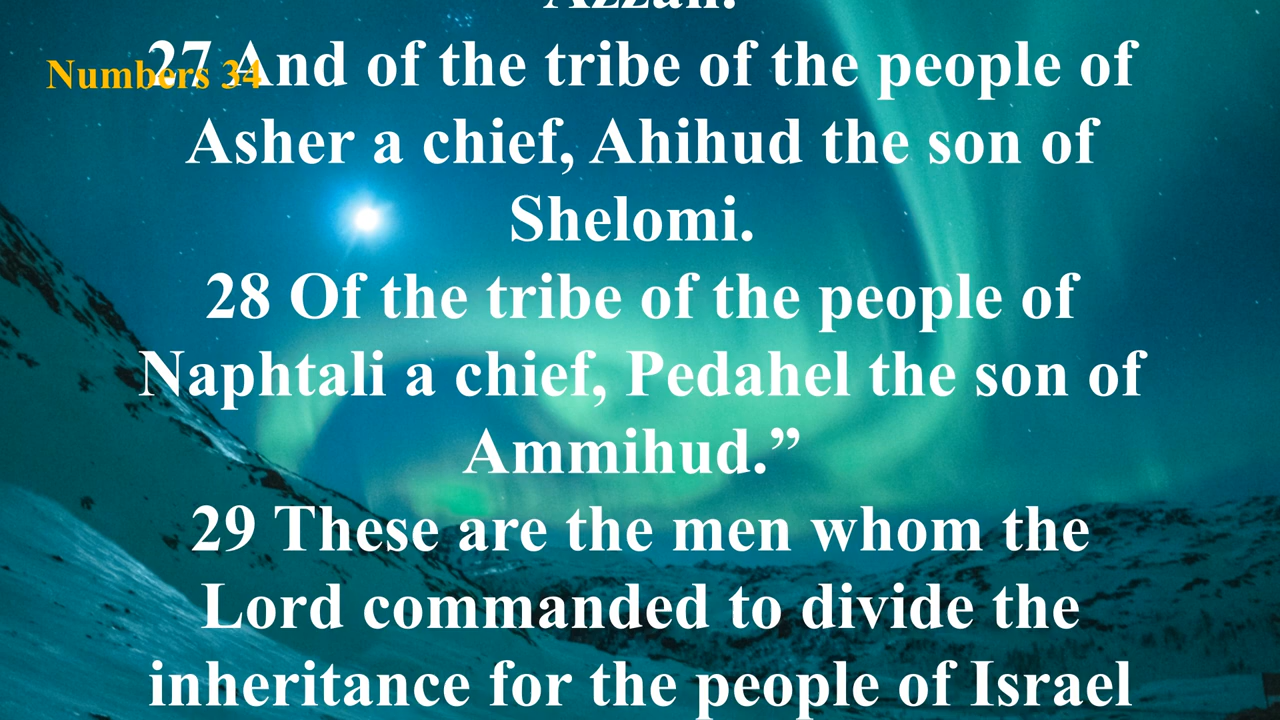 Azzan.
27 And of the tribe of the people of
Numbers 34
Asher a chief, Ahihud the son of
Shelomi.
28 Of the tribe of the people of
Naphtali a chief, Pedahel the son of
Ammihud.”
29 These are the men whom the
Lord commanded to divide the
inheritance for the people of Israel